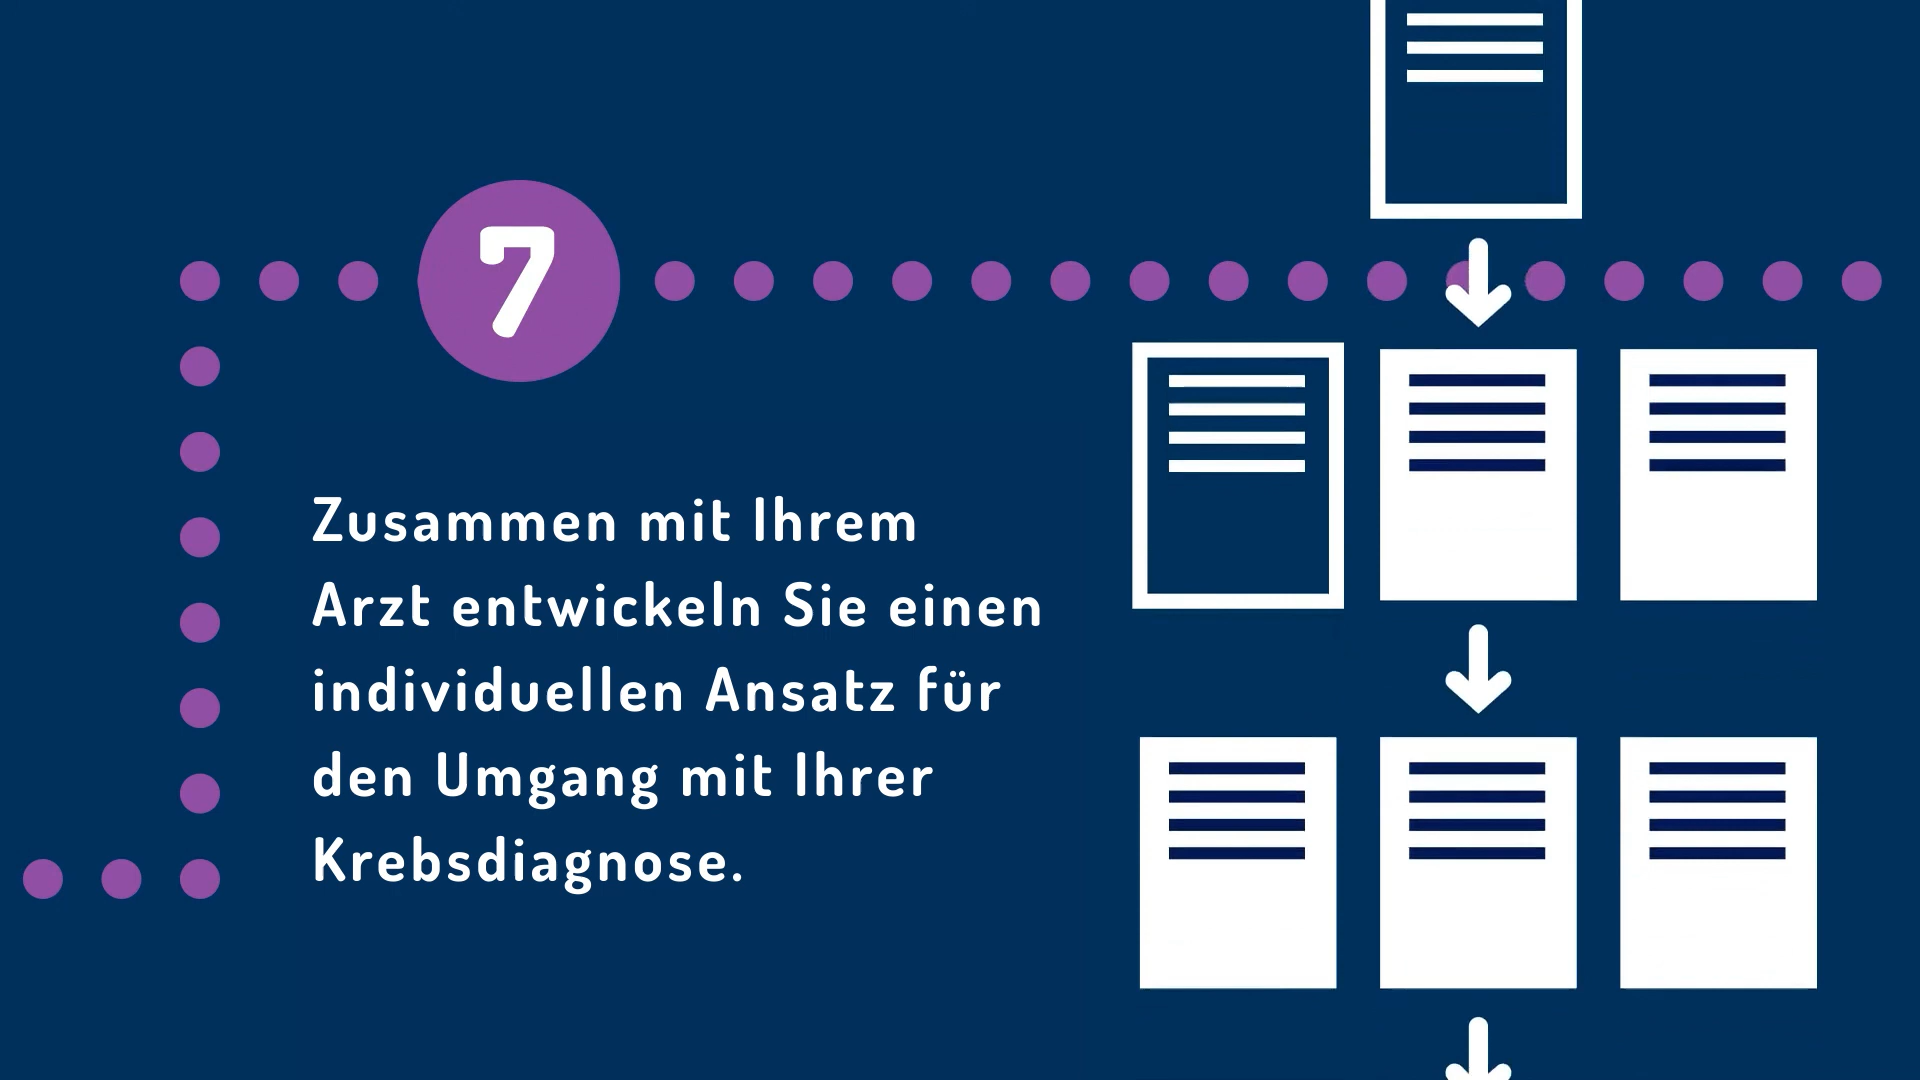 7
Zusammen mit Ihrem
Arzt entwickeln Sie einen
individuellen Ansatz für
den Umgang mit Ihrer
Krebsdiagnose.